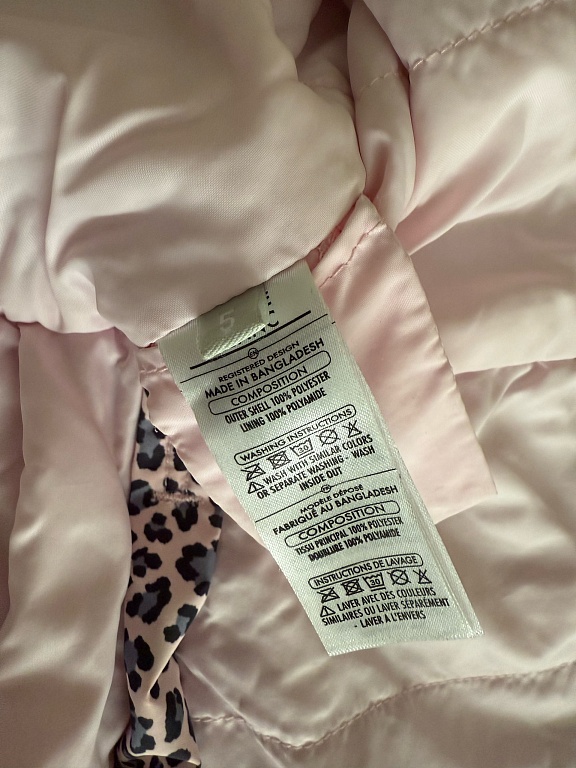 5
EN
REGISTERED DESIGN
MADE IN BANGLADESH
COMPOSITION
OUTER SHELL 100% POLYESTER
LINING 100% POLYAMIDE
WASHING INSTRUCTIONS
30
WASH WITH SIMILAR COLORS
OR SEPARATE WASHING - WASH
INSIDE OUT
FR
MODÈLE DÉPOSÉ
FABRIQUÉ AU BANGLADESH
COMPOSITION
TISSU PRINCIPAL 100% POLYESTER
DOUBLURE 100% POLYAMIDE
INSTRUCTIONS DE LAVAGE
30
LAVER AVEC DES COULEURS
SIMILAIRES OU LAVER SÉPARÉMENT
- LAVER A L'ENVERS